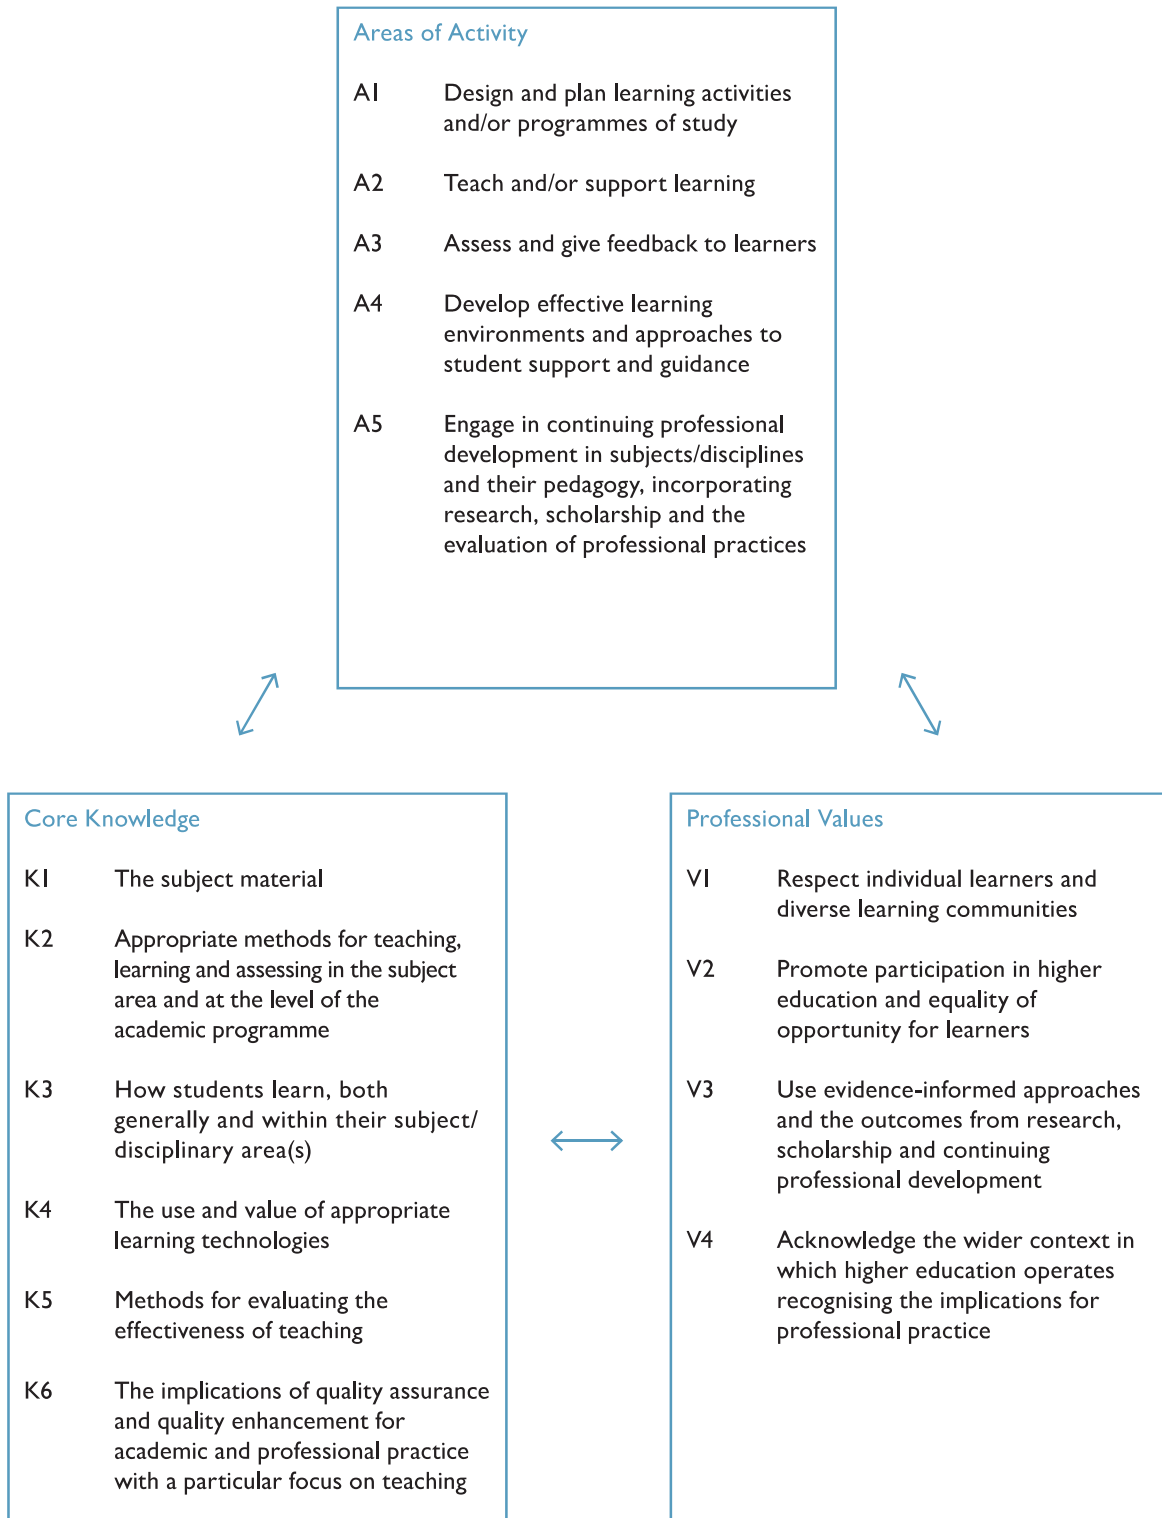 Areas of Activity
A1 Design and plan learning activities
and/or programmes of study
A2 Teach and/or support learning
A3 Assess and give feedback to learners
A4 Develop effective learning
environments and approaches to
student support and guidance
A5 Engage in continuing professional
development in subjects/disciplines
and their pedagogy, incorporating
research, scholarship and the
evaluation of professional practices
Core Knowledge
K1 The subject material
K2 Appropriate methods for teaching,
learning and assessing in the subject
area and at the level of the
academic programme
K3 How students learn, both
generally and within their subject/
disciplinary area(s)
K4 The use and value of appropriate
learning technologies
K5 Methods for evaluating the
effectiveness of teaching
K6 The implications of quality assurance
and quality enhancement for
academic and professional practice
with a particular focus on teaching
Professional Values
V1 Respect individual learners and
diverse learning communities
V2 Promote participation in higher
education and equality of
opportunity for learners
V3 Use evidence-informed approaches
and the outcomes from research,
scholarship and continuing
professional development
V4 Acknowledge the wider context in
which higher education operates
recognising the implications for
professional practice